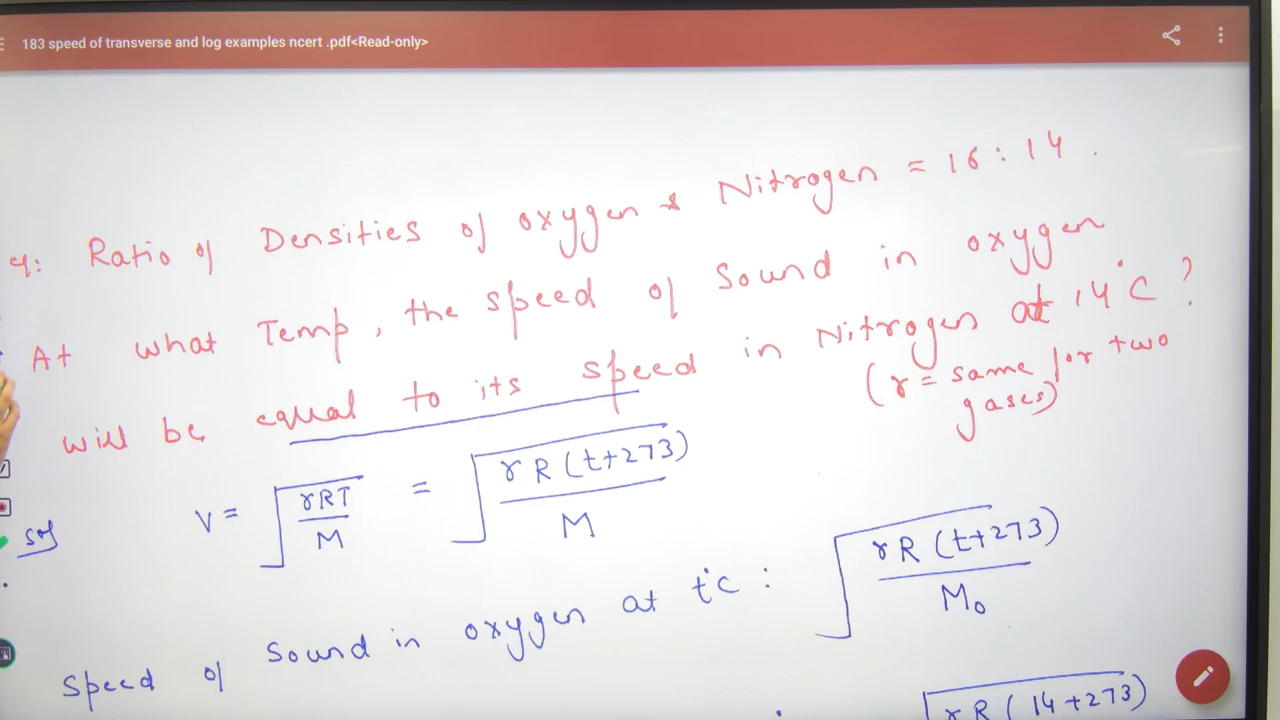 183 speed of transverse and log examples ncert .pdf<Read-only>
q: Ratio of Densities of oxygen & Nitrogen = 16:14.
At what Temp, the speed of sound in oxygen
will be equal to its speed in Nitrogen at 14°C?
(γ = same for two
gases)
Sol V = √(γRT/M) = √(γR(t+273)/M)
Speed of sound in oxygen at t°C : √(γR(t+273)/M₀)
√γR(14+273)